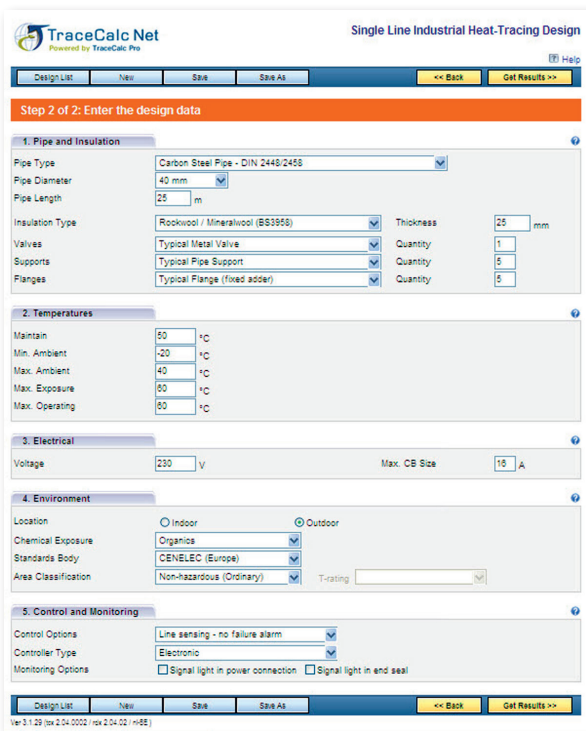 TraceCalc Net
Powered by TraceCalc Pro
Single Line Industrial Heat-Tracing Design
Help
Design List New Save Save As << Back Get Results >>
Step 2 of 2: Enter the design data
1. Pipe and Insulation
Pipe Type Carbon Steel Pipe - DIN 2448/2458
Pipe Diameter 40 mm
Pipe Length 25 m
Insulation Type Rockwool / Mineralwool (BS3958) Thickness 25 mm
Valves Typical Metal Valve Quantity 1
Supports Typical Pipe Support Quantity 5
Flanges Typical Flange (fixed adder) Quantity 5
2. Temperatures
Maintain 50 °C
Min. Ambient -20 °C
Max. Ambient 40 °C
Max. Exposure 60 °C
Max. Operating 60 °C
3. Electrical
Voltage 230 V Max. CB Size 16 A
4. Environment
Location Indoor Outdoor
Chemical Exposure Organics
Standards Body CENELEC (Europe)
Area Classification Non-hazardous (Ordinary) T-rating
5. Control and Monitoring
Control Options Line sensing - no failure alarm
Controller Type Electronic
Monitoring Options Signal light in power connection Signal light in end seal
Design List New Save Save As << Back Get Results >>
Ver 3.1.29 (tcx 2.04.0002 / rcx 2.04.02 / nl-BE)